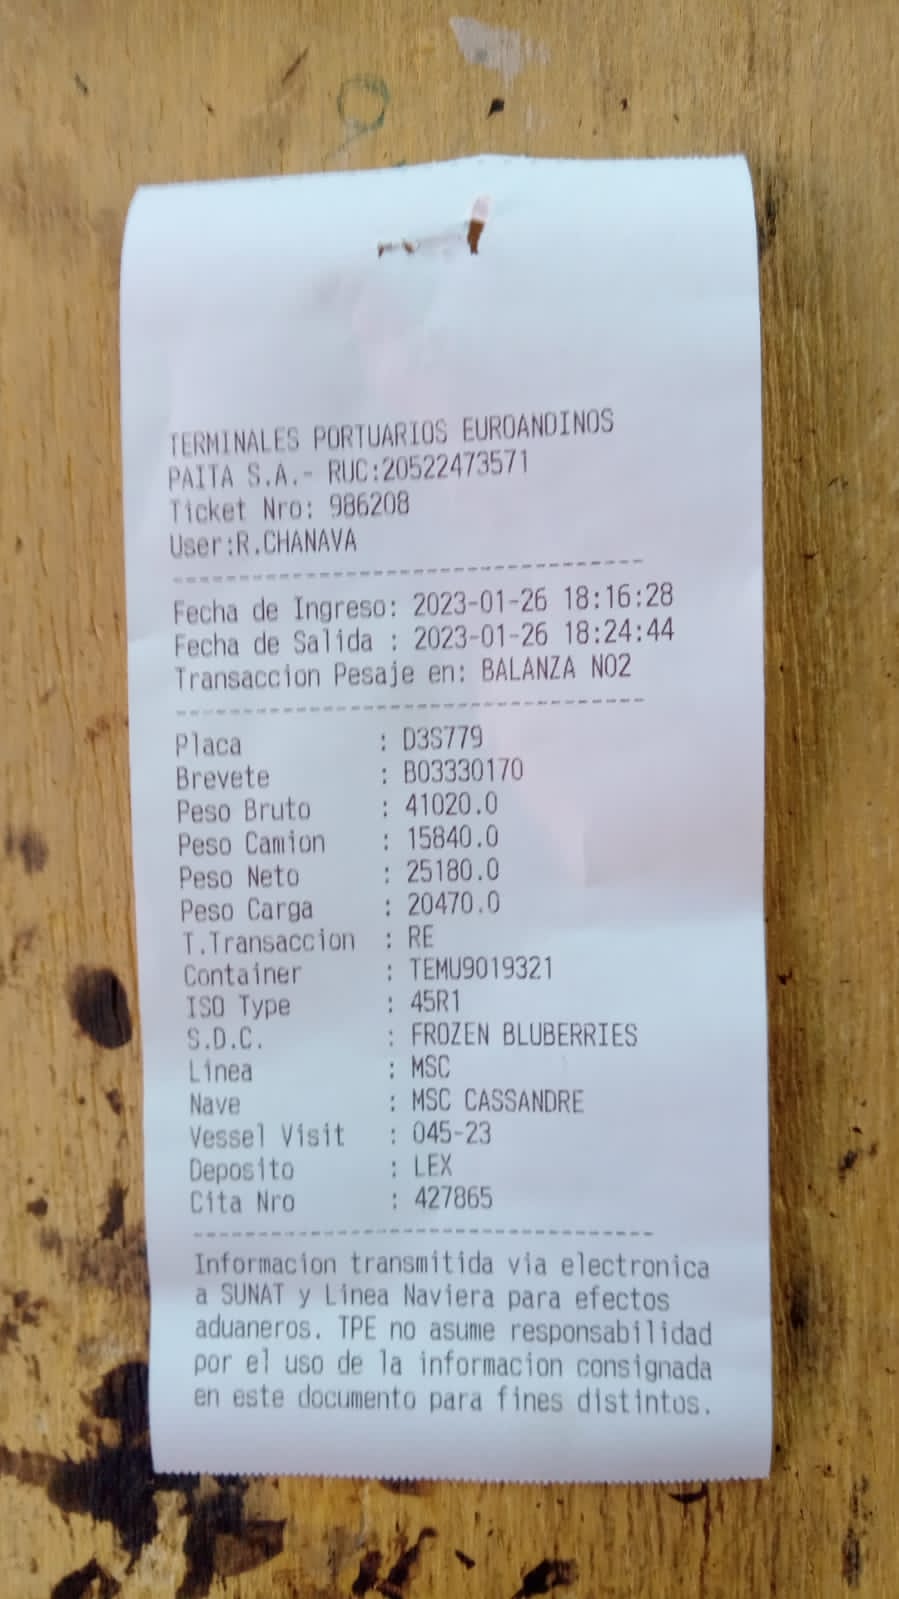 TERMINALES PORTUARIOS EUROANDINOS
PAITA S.A.- RUC:20522473571
Ticket Nro: 986208
User:R.CHANAVA
------------------------------------
Fecha de Ingreso: 2023-01-26 18:16:28
Fecha de Salida : 2023-01-26 18:24:44
Transaccion Pesaje en: BALANZA NO2
------------------------------------
Placa : D3S779
Brevete : B03330170
Peso Bruto : 41020.0
Peso Camion : 15840.0
Peso Neto : 25180.0
Peso Carga : 20470.0
T.Transaccion : RE
Container : TEMU9019321
ISO Type : 45R1
S.D.C. : FROZEN BLUBERRIES
Linea : MSC
Nave : MSC CASSANDRE
Vessel Visit : 045-23
Deposito : LEX
Cita Nro : 427865
------------------------------------
Informacion transmitida via electronica
a SUNAT y Linea Naviera para efectos
aduaneros. TPE no asume responsabilidad
por el uso de la informacion consignada
en este documento para fines distintos.